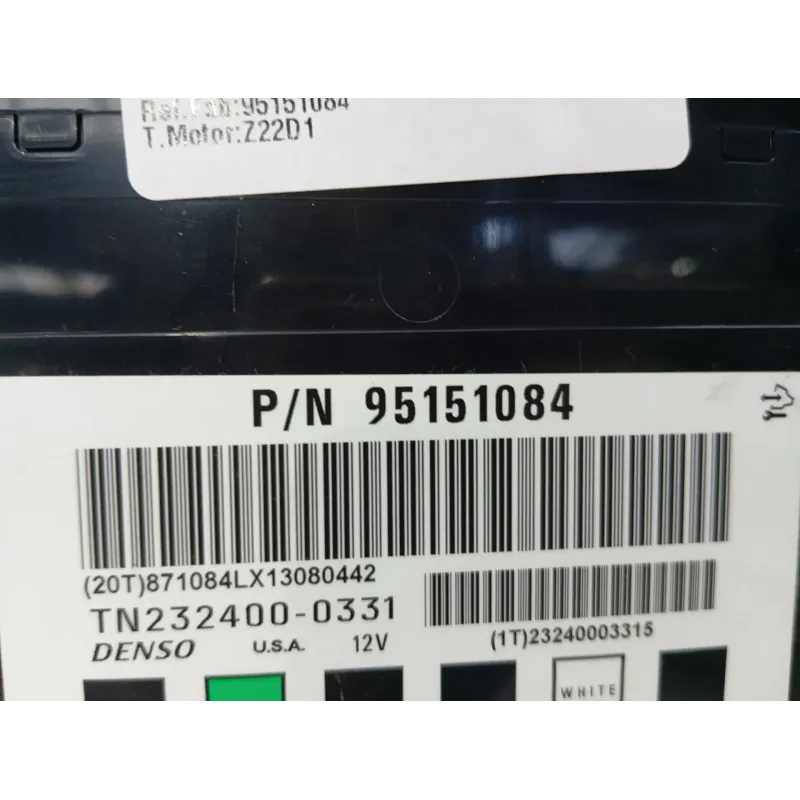 Ref.Fab:95151084
T.Motor:Z22D1
P/N 95151084
(20T)871084LX13080442
TN232400-0331
(1T)23240003315
DENSO U.S.A. 12V
WHITE